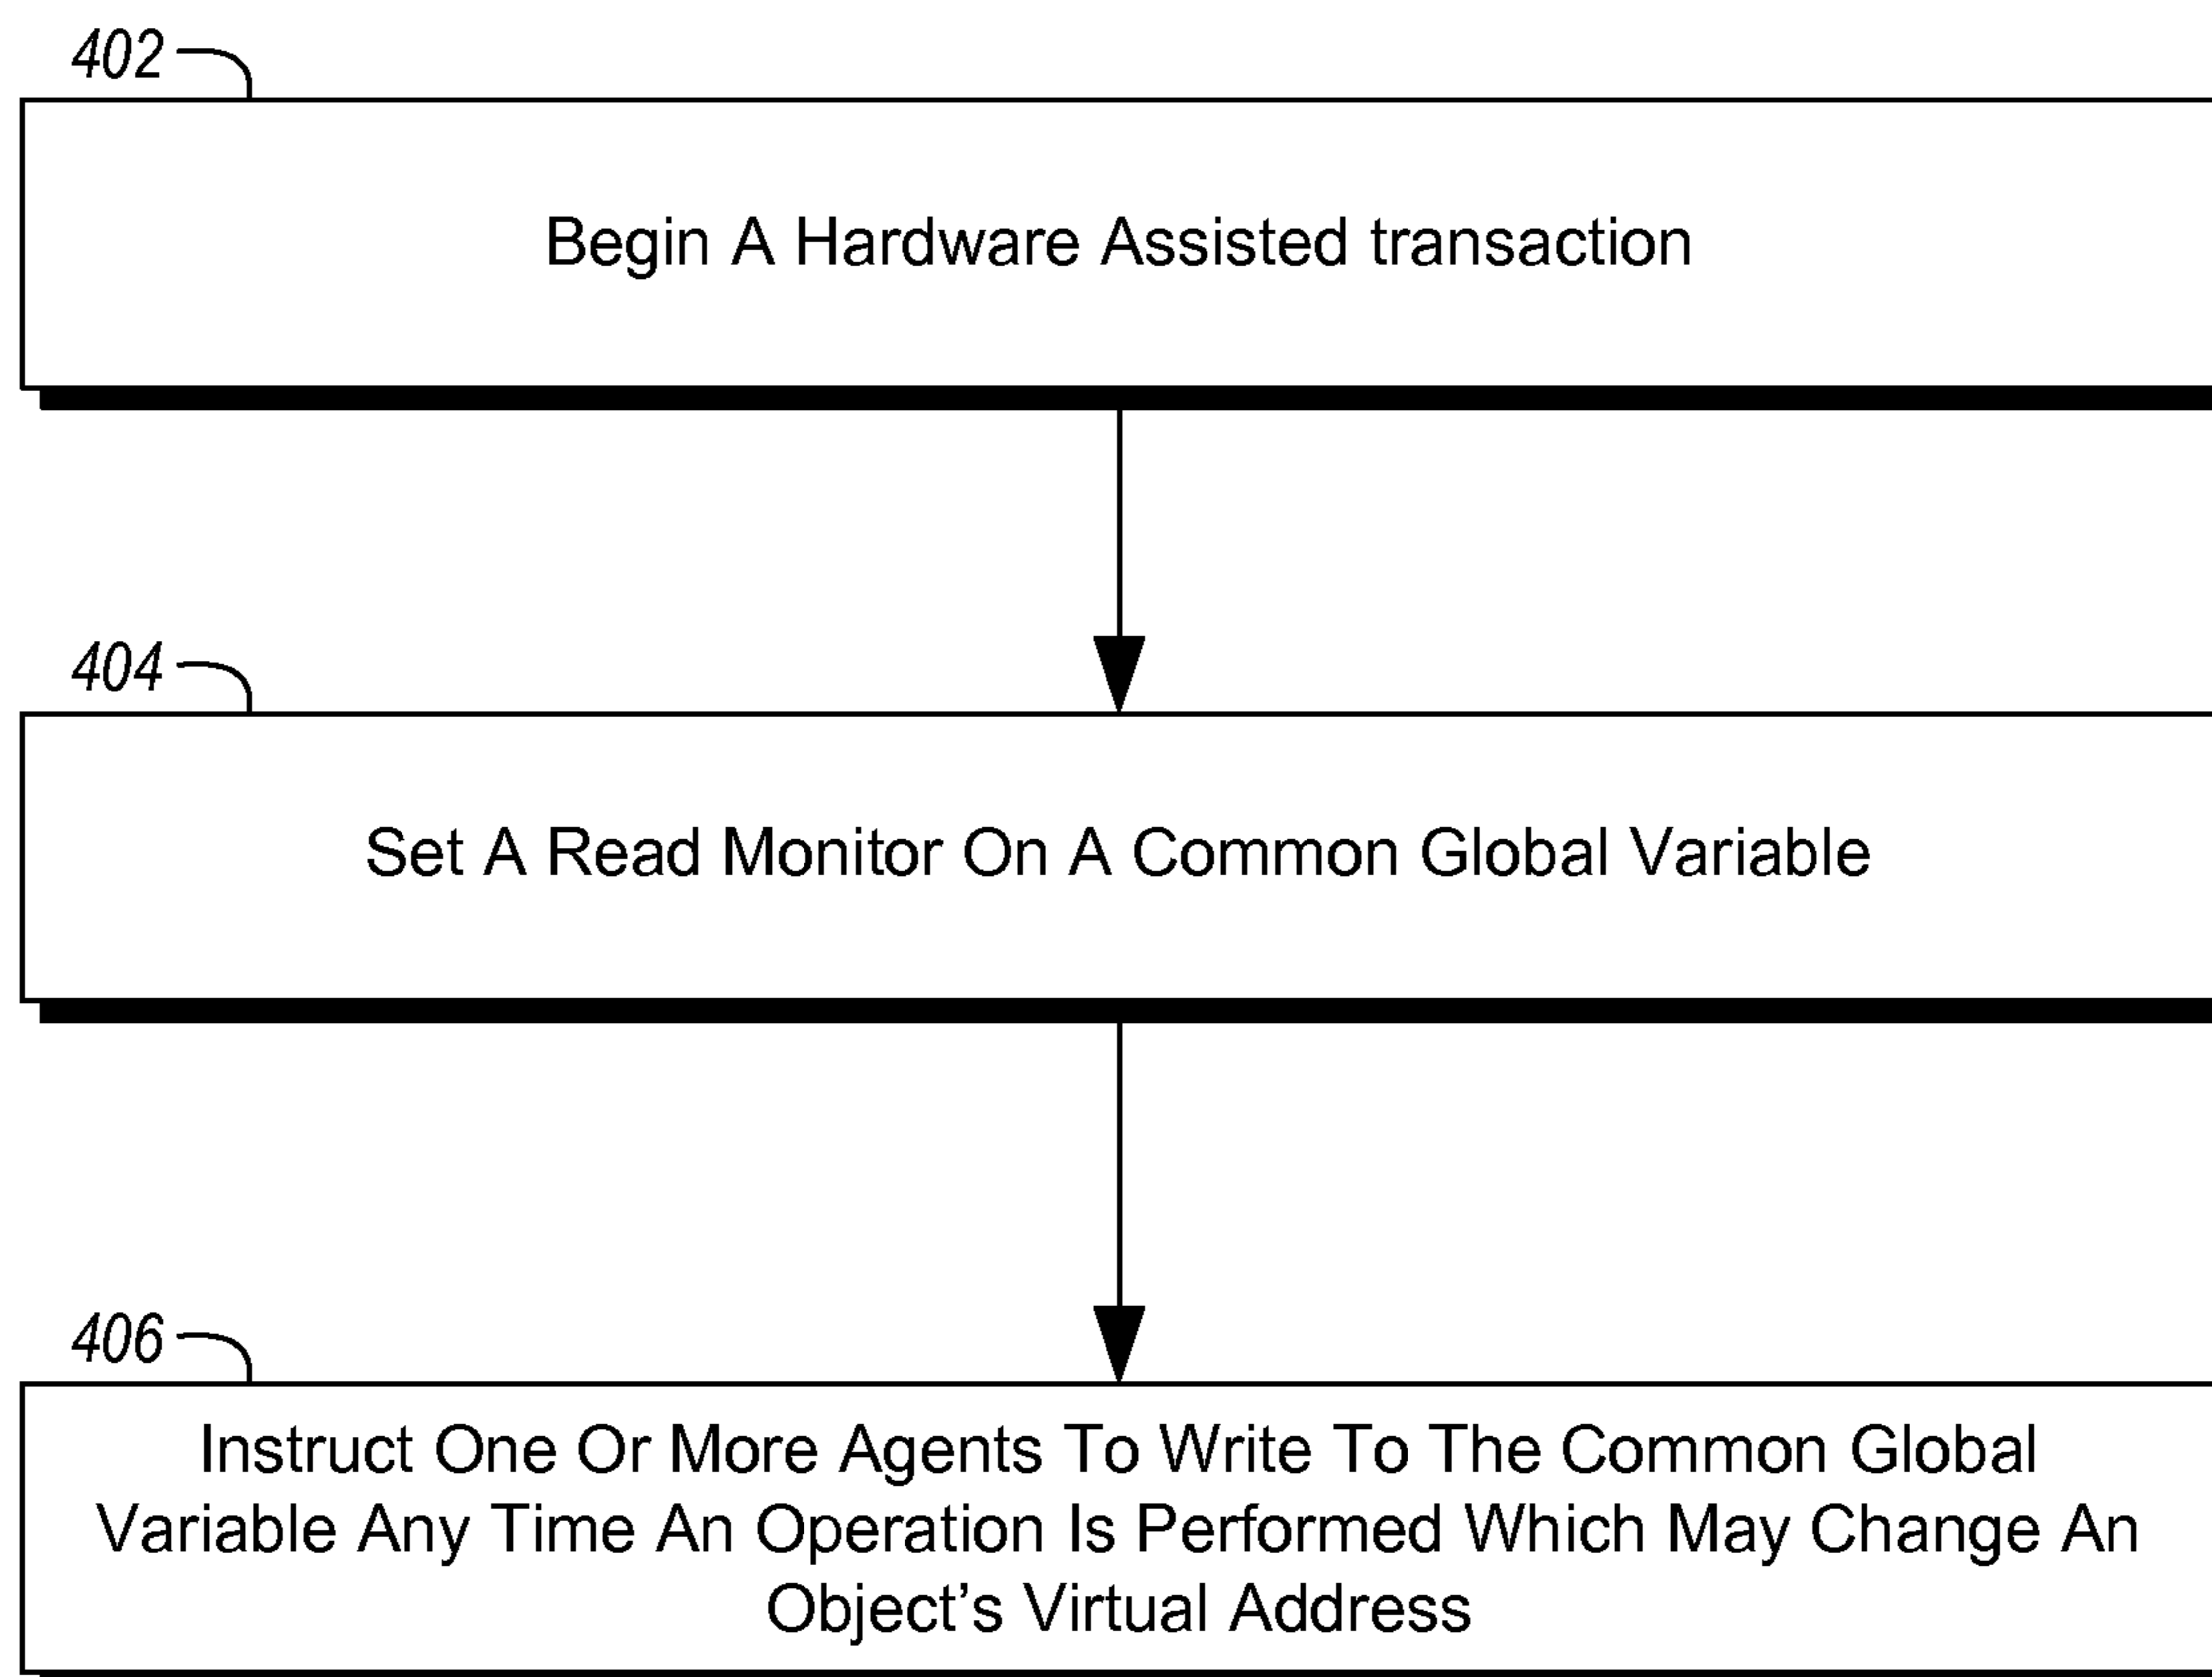 402
Begin A Hardware Assisted transaction
404
Set A Read Monitor On A Common Global Variable
406
Instruct One Or More Agents To Write To The Common Global
Variable Any Time An Operation Is Performed Which May Change An
Object’s Virtual Address